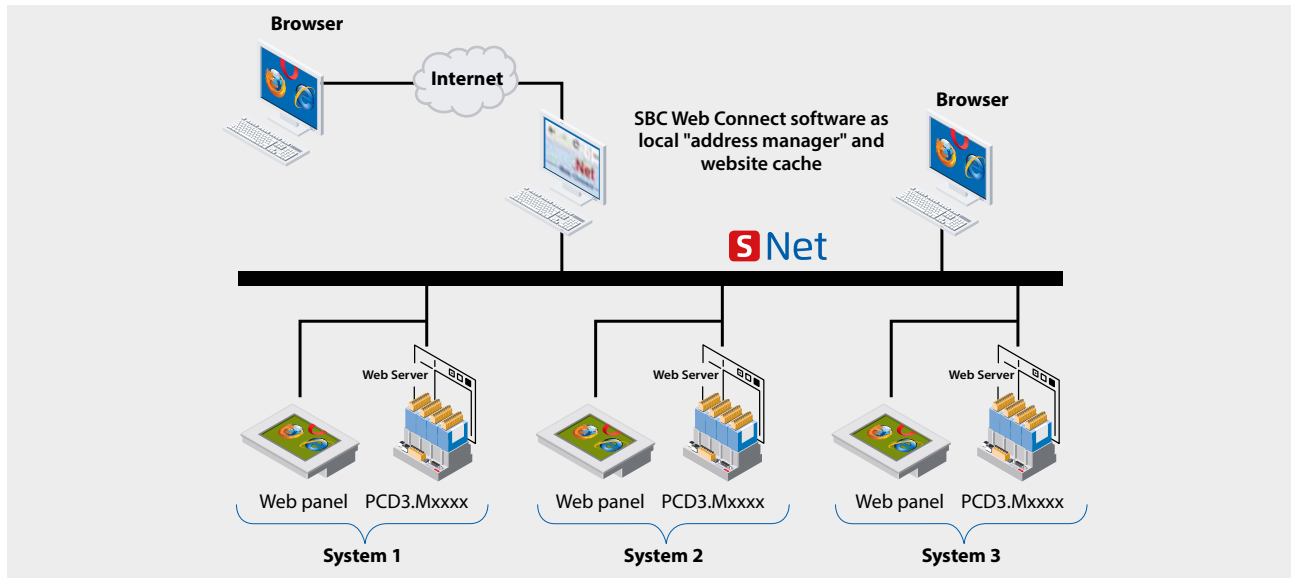 Browser
Internet
SBC Web Connect software as
local "address manager" and
website cache
Browser
.Net
S Net
Web Server
Web Server
Web Server
Web panel PCD3.Mxxxx
Web panel PCD3.Mxxxx
Web panel PCD3.Mxxxx
System 1
System 2
System 3